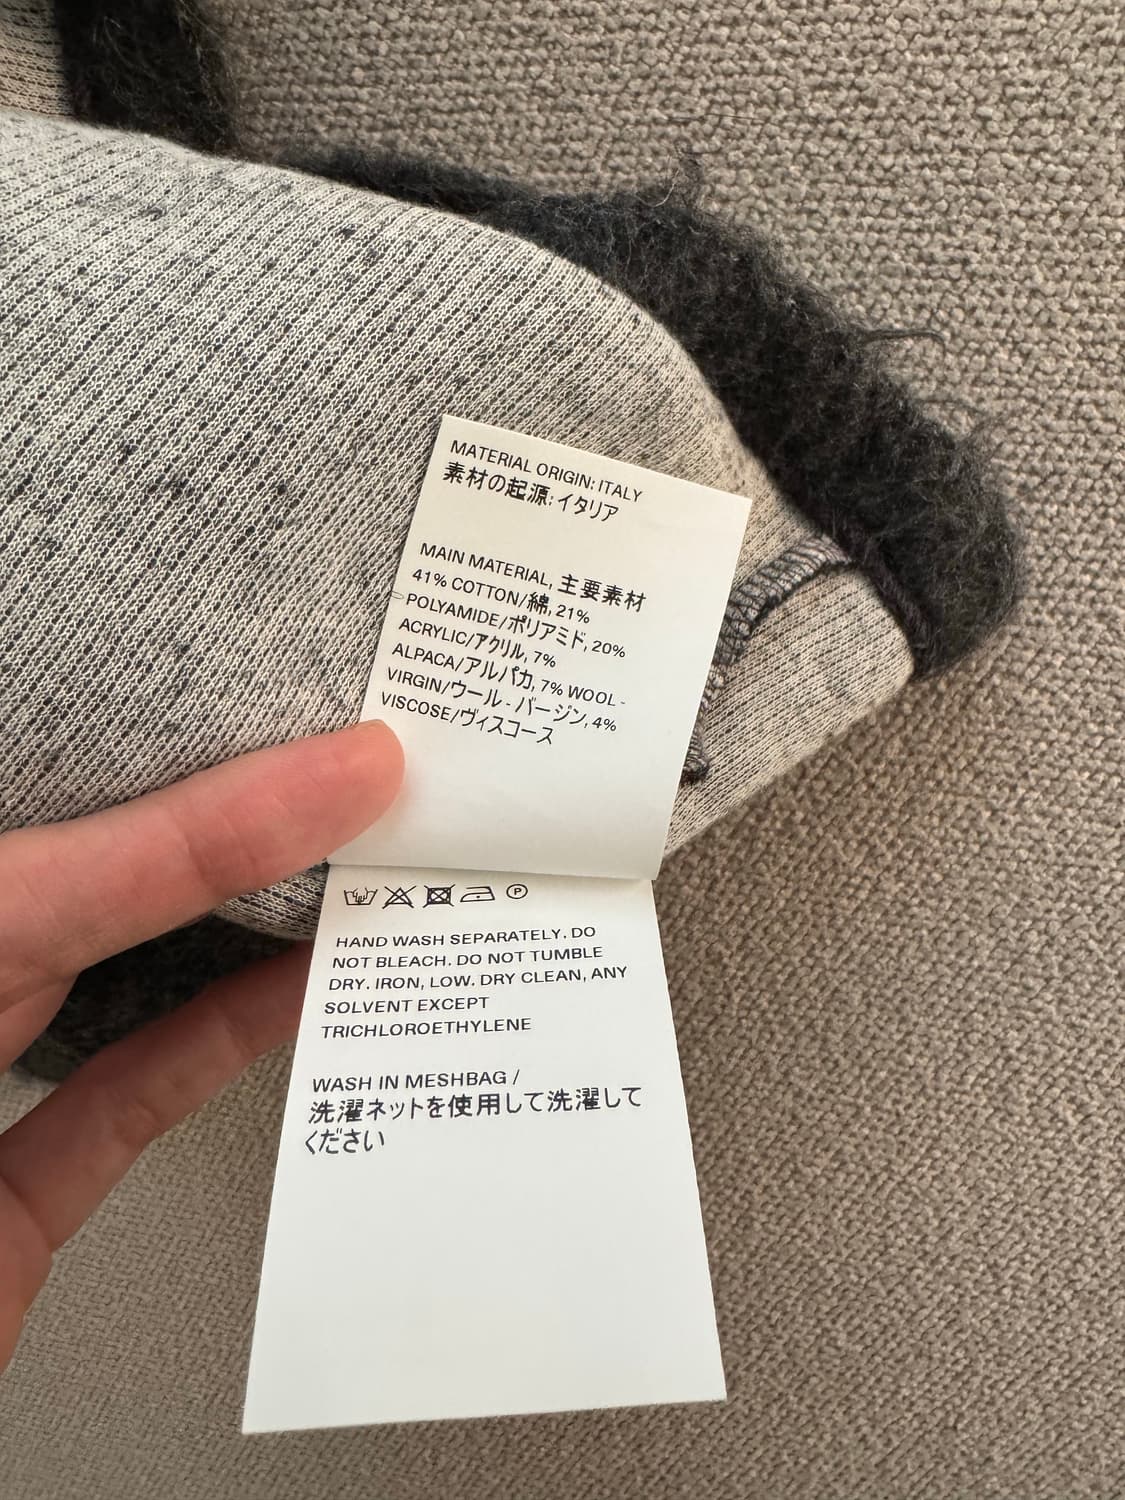 MATERIAL ORIGIN: ITALY
素材の起源: イタリア
MAIN MATERIAL, 主要素材
41% COTTON/綿, 21%
POLYAMIDE/ポリアミド, 20%
ACRYLIC/アクリル, 7%
ALPACA/アルパカ, 7% WOOL -
VIRGIN/ウール - バージン, 4%
VISCOSE/ヴィスコース
P
HAND WASH SEPARATELY. DO
NOT BLEACH. DO NOT TUMBLE
DRY. IRON, LOW. DRY CLEAN, ANY
SOLVENT EXCEPT
TRICHLOROETHYLENE
WASH IN MESHBAG /
洗濯ネットを使用して洗濯して
ください